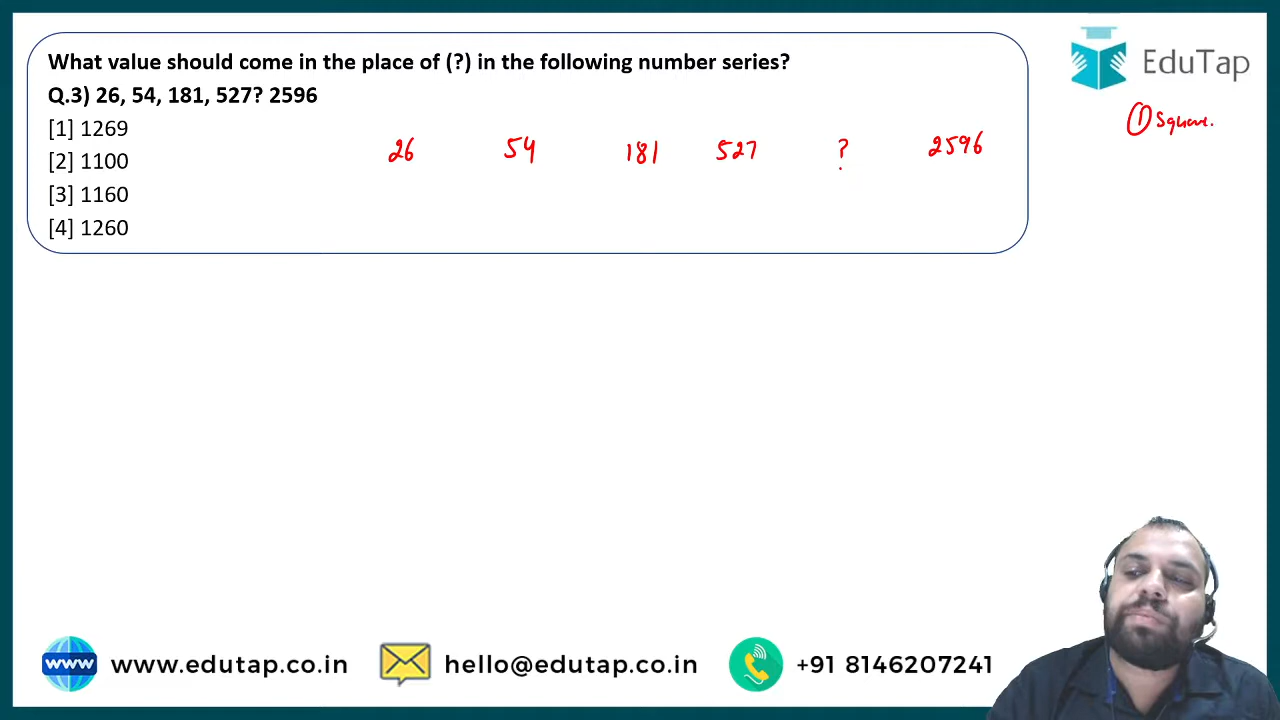 What value should come in the place of (?) in the following number series?
Q.3) 26, 54, 181, 527? 2596
[1] 1269
[2] 1100
[3] 1160
[4] 1260
26 54 181 527 ? 2596
EduTap
① Square.
www.edutap.co.in
hello@edutap.co.in
+91 8146207241